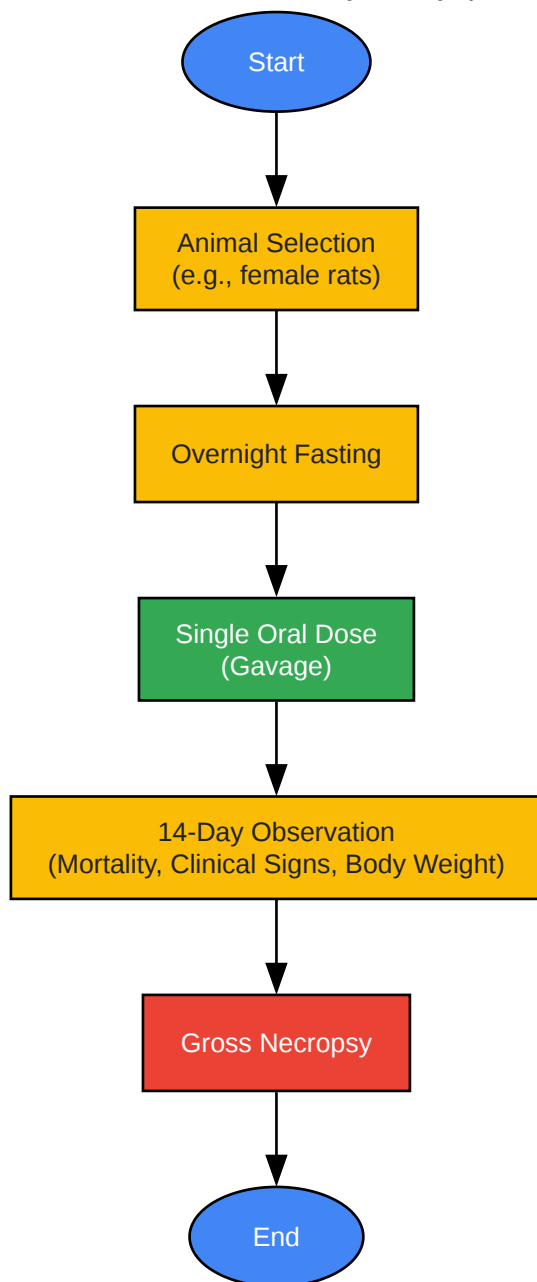 Start
Animal Selection
(e.g., female rats)
Overnight Fasting
Single Oral Dose
(Gavage)
14-Day Observation
(Mortality, Clinical Signs, Body Weight)
Gross Necropsy
End